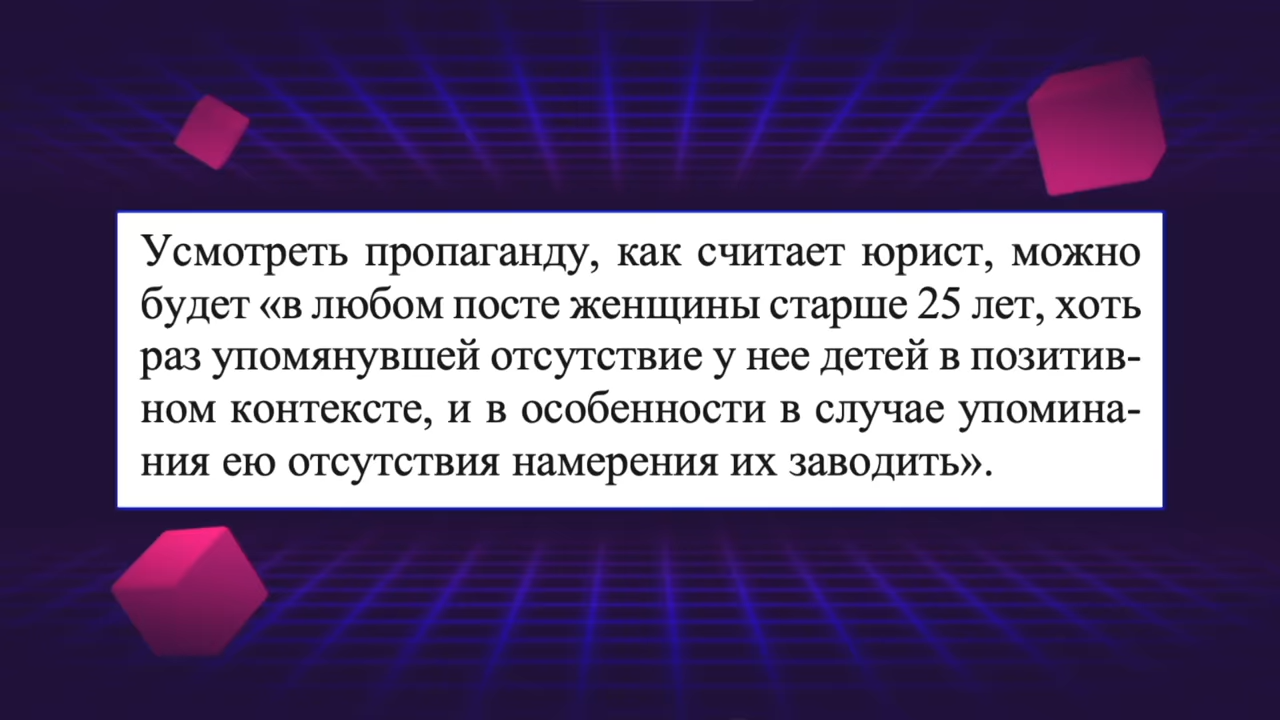 Усмотреть пропаганду, как считает юрист, можно
будет «в любом посте женщины старше 25 лет, хоть
раз упомянувшей отсутствие у нее детей в позитив-
ном контексте, и в особенности в случае упомина-
ния ею отсутствия намерения их заводить».